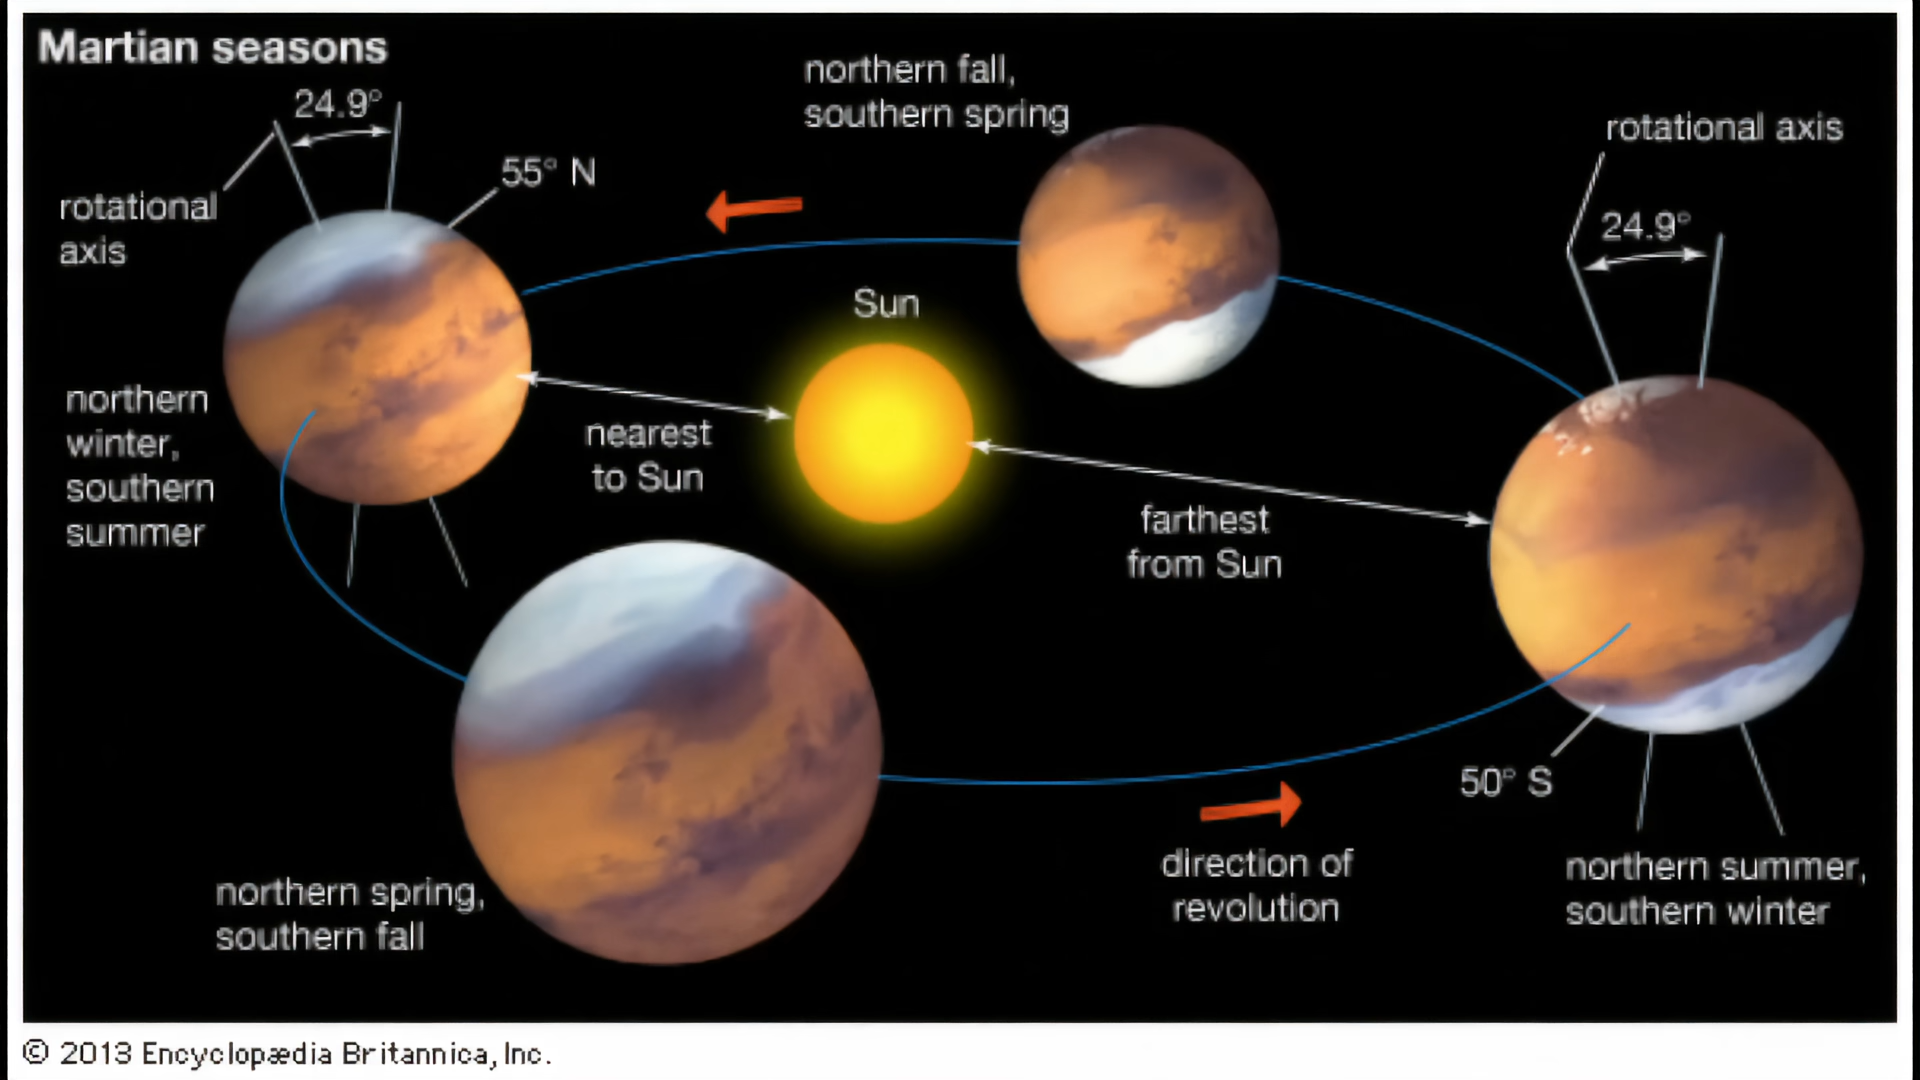 Martian seasons
24.9°
rotational
axis
55° N
northern fall,
southern spring
rotational axis
24.9°
Sun
northern
winter,
southern
summer
nearest
to Sun
farthest
from Sun
50° S
northern spring,
southern fall
direction of
revolution
northern summer,
southern winter
© 2013 Encyclopædia Britannica, Inc.